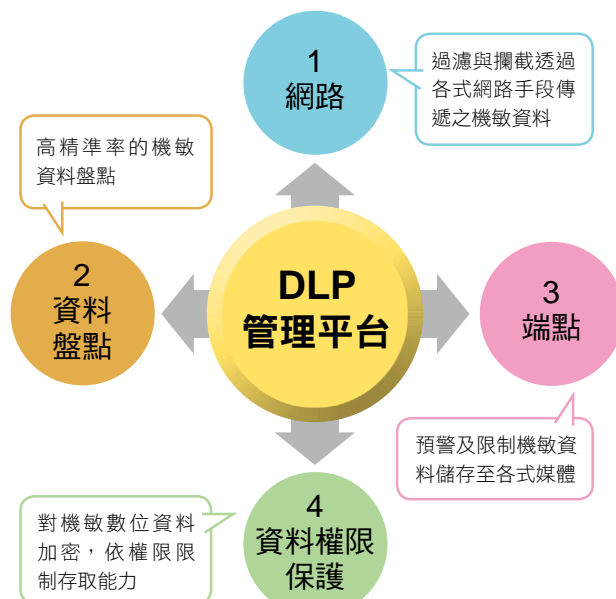 1
網路
過濾與攔截透過
各式網路手段傳
遞之機敏資料
高精準率的機敏
資料盤點
2
資料
盤點
DLP
管理平台
3
端點
預警及限制機敏資
料儲存至各式媒體
4
資料權限
保護
對機敏數位資料
加密，依權限限
制存取能力